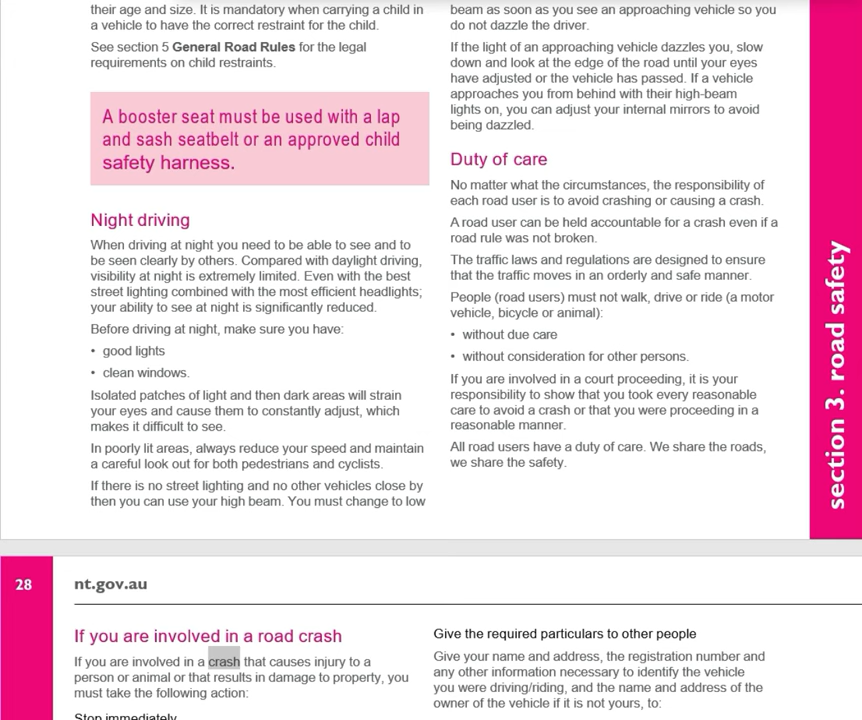 their age and size. It is mandatory when carrying a child in
a vehicle to have the correct restraint for the child.
See section 5 General Road Rules for the legal
requirements on child restraints.
A booster seat must be used with a lap
and sash seatbelt or an approved child
safety harness.
Night driving
When driving at night you need to be able to see and to
be seen clearly by others. Compared with daylight driving,
visibility at night is extremely limited. Even with the best
street lighting combined with the most efficient headlights;
your ability to see at night is significantly reduced.
Before driving at night, make sure you have:
• good lights
• clean windows.
Isolated patches of light and then dark areas will strain
your eyes and cause them to constantly adjust, which
makes it difficult to see.
In poorly lit areas, always reduce your speed and maintain
a careful look out for both pedestrians and cyclists.
If there is no street lighting and no other vehicles close by
then you can use your high beam. You must change to low
beam as soon as you see an approaching vehicle so you
do not dazzle the driver.
If the light of an approaching vehicle dazzles you, slow
down and look at the edge of the road until your eyes
have adjusted or the vehicle has passed. If a vehicle
approaches you from behind with their high-beam
lights on, you can adjust your internal mirrors to avoid
being dazzled.
Duty of care
No matter what the circumstances, the responsibility of
each road user is to avoid crashing or causing a crash.
A road user can be held accountable for a crash even if a
road rule was not broken.
The traffic laws and regulations are designed to ensure
that the traffic moves in an orderly and safe manner.
People (road users) must not walk, drive or ride (a motor
vehicle, bicycle or animal):
• without due care
• without consideration for other persons.
If you are involved in a court proceeding, it is your
responsibility to show that you took every reasonable
care to avoid a crash or that you were proceeding in a
reasonable manner.
All road users have a duty of care. We share the roads,
we share the safety.
section 3. road safety
28
nt.gov.au
If you are involved in a road crash
If you are involved in a crash that causes injury to a
person or animal or that results in damage to property, you
must take the following action:
Stop immediately
Give the required particulars to other people
Give your name and address, the registration number and
any other information necessary to identify the vehicle
you were driving/riding, and the name and address of the
owner of the vehicle if it is not yours, to: